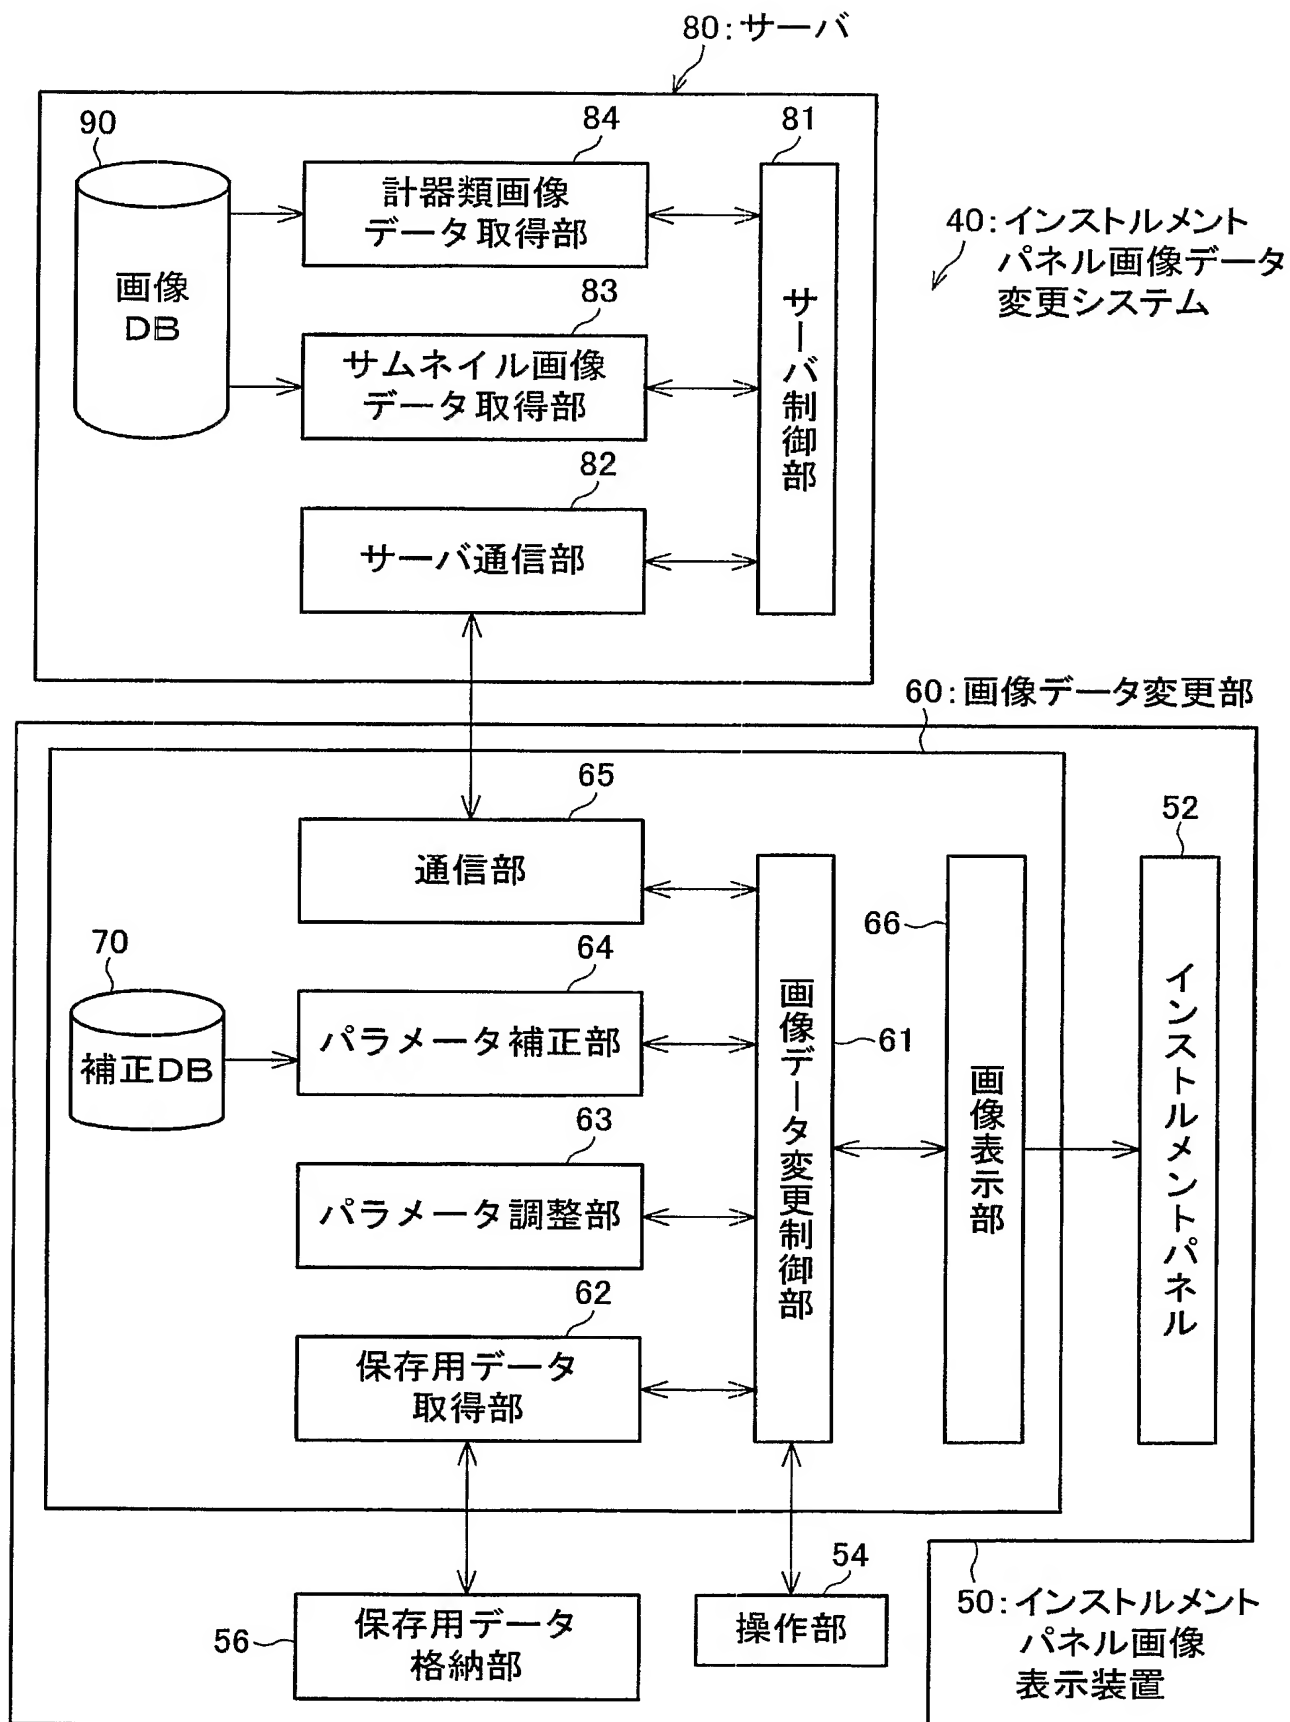 80:サーバ
90
84
81
計器類画像
データ取得部
40:インストルメント
パネル画像データ
変更システム
画像
DB
83
サムネイル画像
データ取得部
サーバ制御部
82
サーバ通信部
60:画像データ変更部
65
通信部
52
66
70
64
補正DB
パラメータ補正部
画像データ変更制御部
61
画像表示部
インストルメントパネル
63
パラメータ調整部
62
保存用データ
取得部
54
操作部
56
保存用データ
格納部
50:インストルメント
パネル画像
表示装置